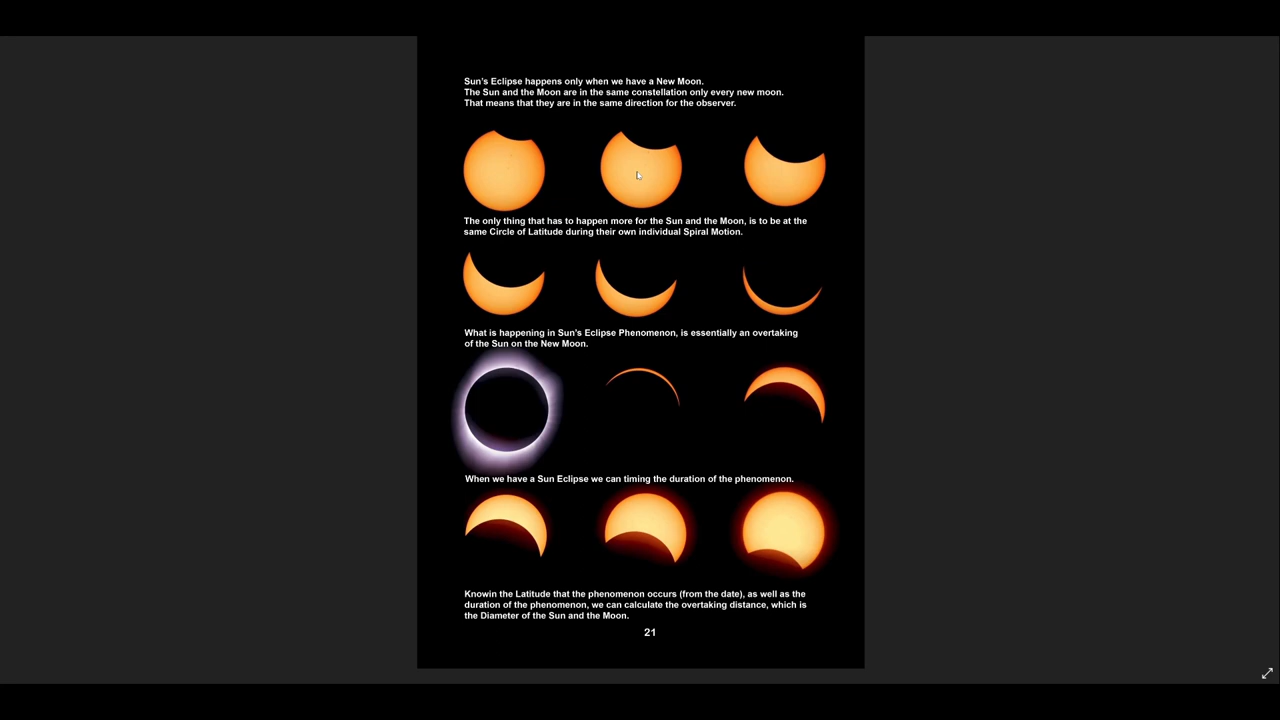 Sun's Eclipse happens only when we have a New Moon.
The Sun and the Moon are in the same constellation only every new moon.
That means that they are in the same direction for the observer.
The only thing that has to happen more for the Sun and the Moon, is to be at the
same Circle of Latitude during their own individual Spiral Motion.
What is happening in Sun's Eclipse Phenomenon, is essentially an overtaking
of the Sun on the New Moon.
When we have a Sun Eclipse we can timing the duration of the phenomenon.
Knowin the Latitude that the phenomenon occurs (from the date), as well as the
duration of the phenomenon, we can calculate the overtaking distance, which is
the Diameter of the Sun and the Moon.
21